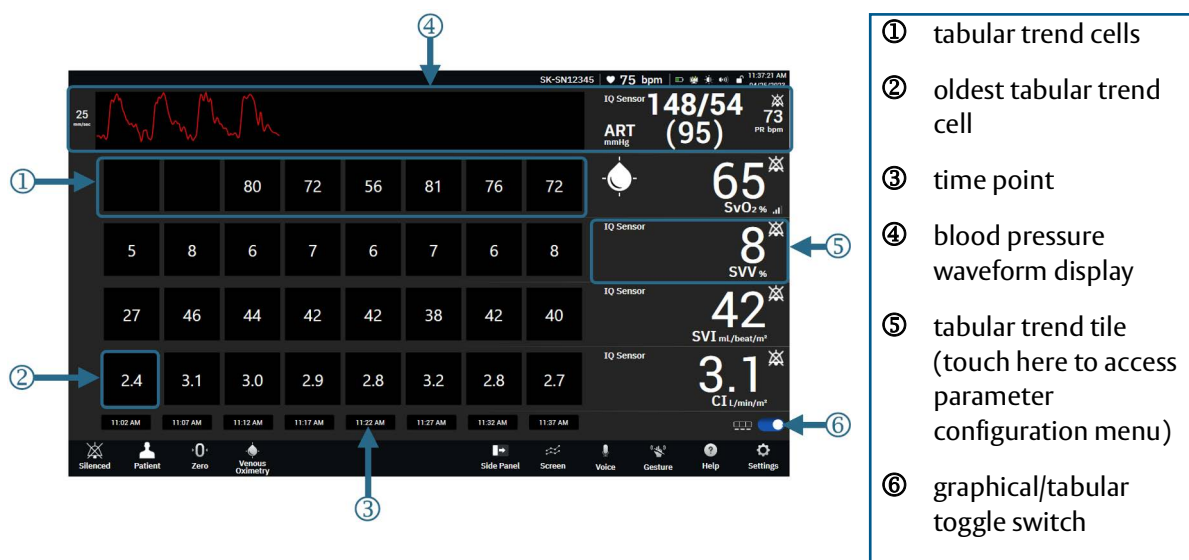 ④
SK-SN12345 ♥ 75 bpm 11:37:21 AM
25
mm/sec
IQ Sensor 148/54
73
ART (95) PR bpm
mmHg
①
80 72 56 81 76 72
65
SvO₂ %
5 8 6 7 6 7 6 8
IQ Sensor
8
SVV %
⑤
27 46 44 42 42 38 42 40
IQ Sensor
42
SVI mL/beat/m²
②
2.4 3.1 3.0 2.9 2.8 3.2 2.8 2.7
IQ Sensor
3.1
CI L/min/m²
11:02 AM 11:07 AM 11:12 AM 11:17 AM 11:22 AM 11:27 AM 11:32 AM 11:37 AM
⑥
Silenced Patient ·0· Zero Venous Oximetry Side Panel Screen Voice Gesture Help Settings
③
① tabular trend cells
② oldest tabular trend
cell
③ time point
④ blood pressure
waveform display
⑤ tabular trend tile
(touch here to access
parameter
configuration menu)
⑥ graphical/tabular
toggle switch